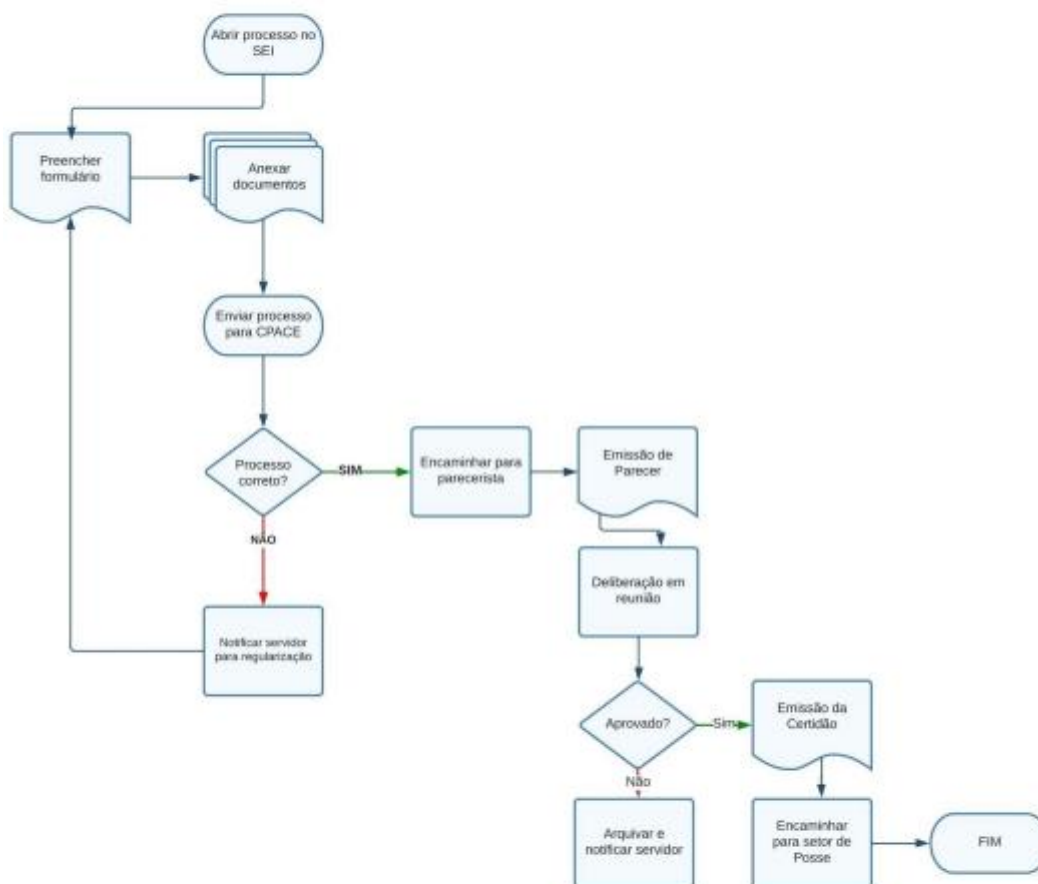 Abrir processo no
SEI
Preencher
formulário
Anexar
documentos
Enviar processo
para CPACE
Processo
correto?
SIM
NÃO
Encaminhar para
parecerista
Emissão de
Parecer
Notificar servidor
para regularização
Deliberação em
reunião
Aprovado?
Sim
Não
Emissão da
Certidão
Arquivar e
notificar servidor
Encaminhar
para setor de
Posse
FIM